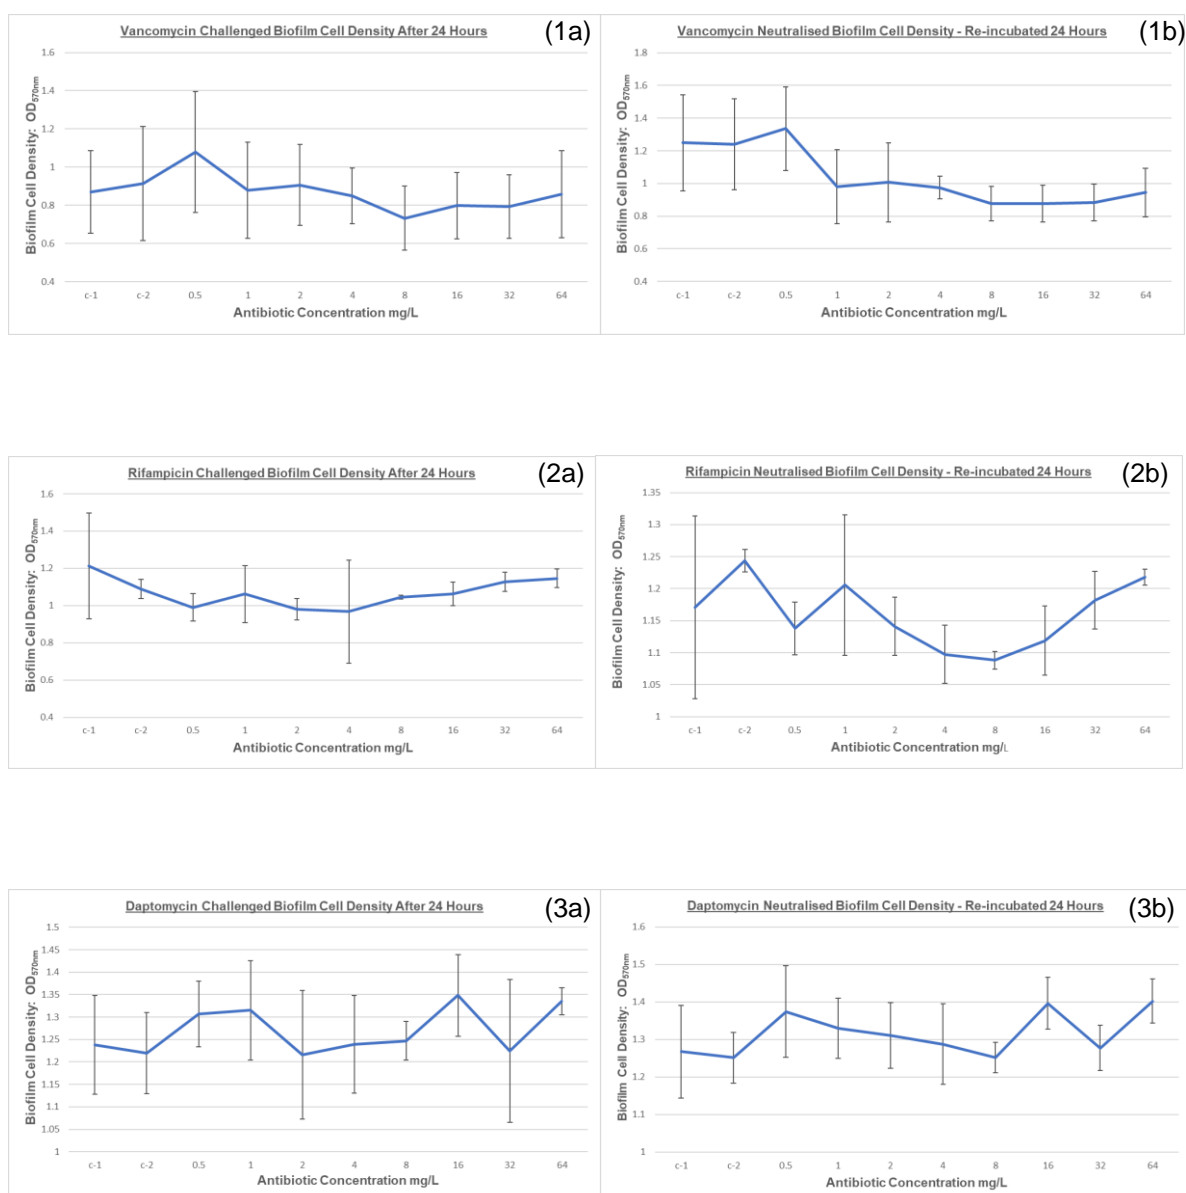 Vancomycin Challenged Biofilm Cell Density After 24 Hours
(1a)
Biofilm Cell Density: OD570nm
1.6
1.4
1.2
1
0.8
0.6
0.4
c-1 c-2 0.5 1 2 4 8 16 32 64
Antibiotic Concentration mg/L
Vancomycin Neutralised Biofilm Cell Density - Re-incubated 24 Hours
(1b)
Biofilm Cell Density: OD570nm
1.8
1.6
1.4
1.2
1
0.8
0.6
0.4
c-1 c-2 0.5 1 2 4 8 16 32 64
Antibiotic Concentration mg/L
Rifampicin Challenged Biofilm Cell Density After 24 Hours
(2a)
Biofilm Cell Density: OD570nm
1.6
1.4
1.2
1
0.8
0.6
0.4
c-1 c-2 0.5 1 2 4 8 16 32 64
Antibiotic Concentration mg/L
Rifampicin Neutralised Biofilm Cell Density - Re-incubated 24 Hours
(2b)
Biofilm Cell Density: OD570nm
1.35
1.3
1.25
1.2
1.15
1.1
1.05
1
c-1 c-2 0.5 1 2 4 8 16 32 64
Antibiotic Concentration mg/L
Daptomycin Challenged Biofilm Cell Density After 24 Hours
(3a)
Biofilm Cell Density: OD570nm
1.5
1.45
1.4
1.35
1.3
1.25
1.2
1.15
1.1
1.05
1
c-1 c-2 0.5 1 2 4 8 16 32 64
Antibiotic Concentration mg/L
Daptomycin Neutralised Biofilm Cell Density - Re-incubated 24 Hours
(3b)
Biofilm Cell Density: OD570nm
1.6
1.5
1.4
1.3
1.2
1.1
1
c-1 c-2 0.5 1 2 4 8 16 32 64
Antibiotic Concentration mg/L